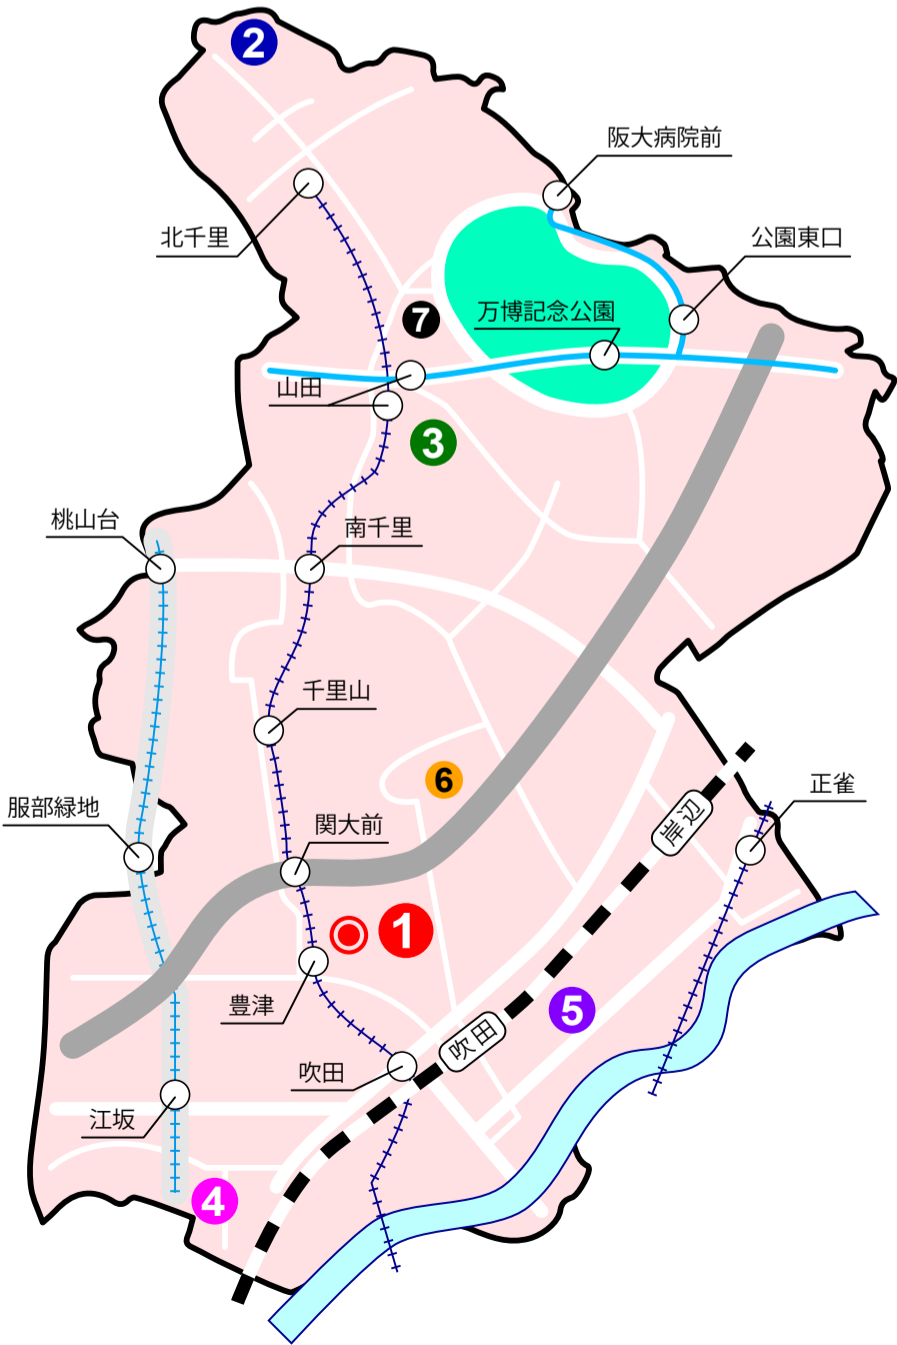 2
阪大病院前
北千里
公園東口
万博記念公園
7
山田
3
桃山台
南千里
千里山
6
正雀
服部緑地
関大前
岸辺
1
豊津
5
吹田
吹田
江坂
4